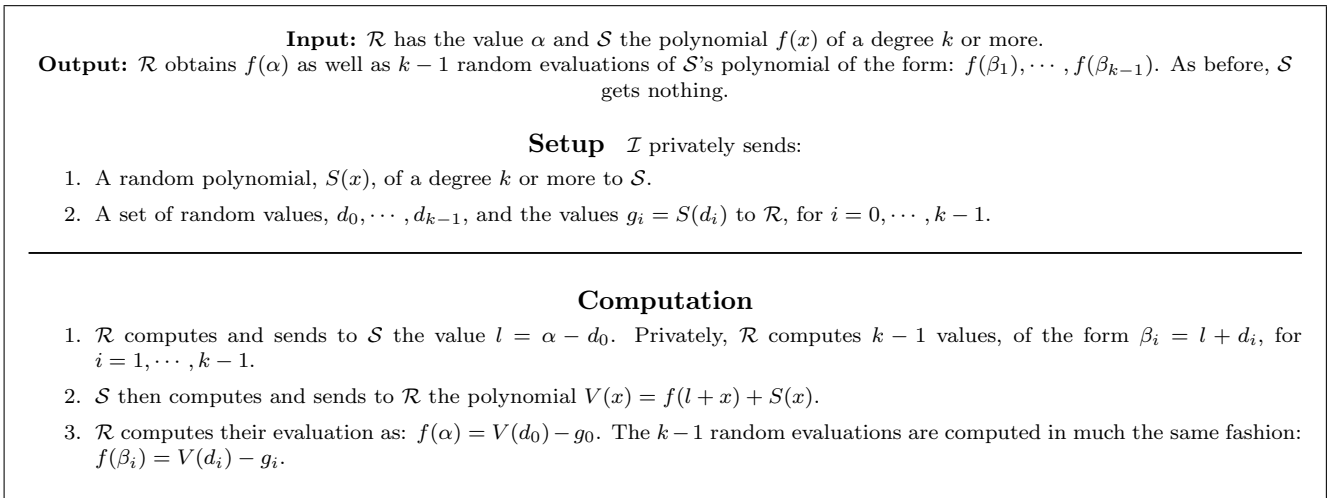 Input: R has the value α and S the polynomial f(x) of a degree k or more.
Output: R obtains f(α) as well as k − 1 random evaluations of S's polynomial of the form: f(β₁), ⋯ , f(βₖ₋₁). As before, S
gets nothing.
Setup I privately sends:
1. A random polynomial, S(x), of a degree k or more to S.
2. A set of random values, d₀, ⋯ , dₖ₋₁, and the values gᵢ = S(dᵢ) to R, for i = 0, ⋯ , k − 1.
Computation
1. R computes and sends to S the value l = α − d₀. Privately, R computes k − 1 values, of the form βᵢ = l + dᵢ, for
i = 1, ⋯ , k − 1.
2. S then computes and sends to R the polynomial V(x) = f(l + x) + S(x).
3. R computes their evaluation as: f(α) = V(d₀) − g₀. The k − 1 random evaluations are computed in much the same fashion:
f(βᵢ) = V(dᵢ) − gᵢ.